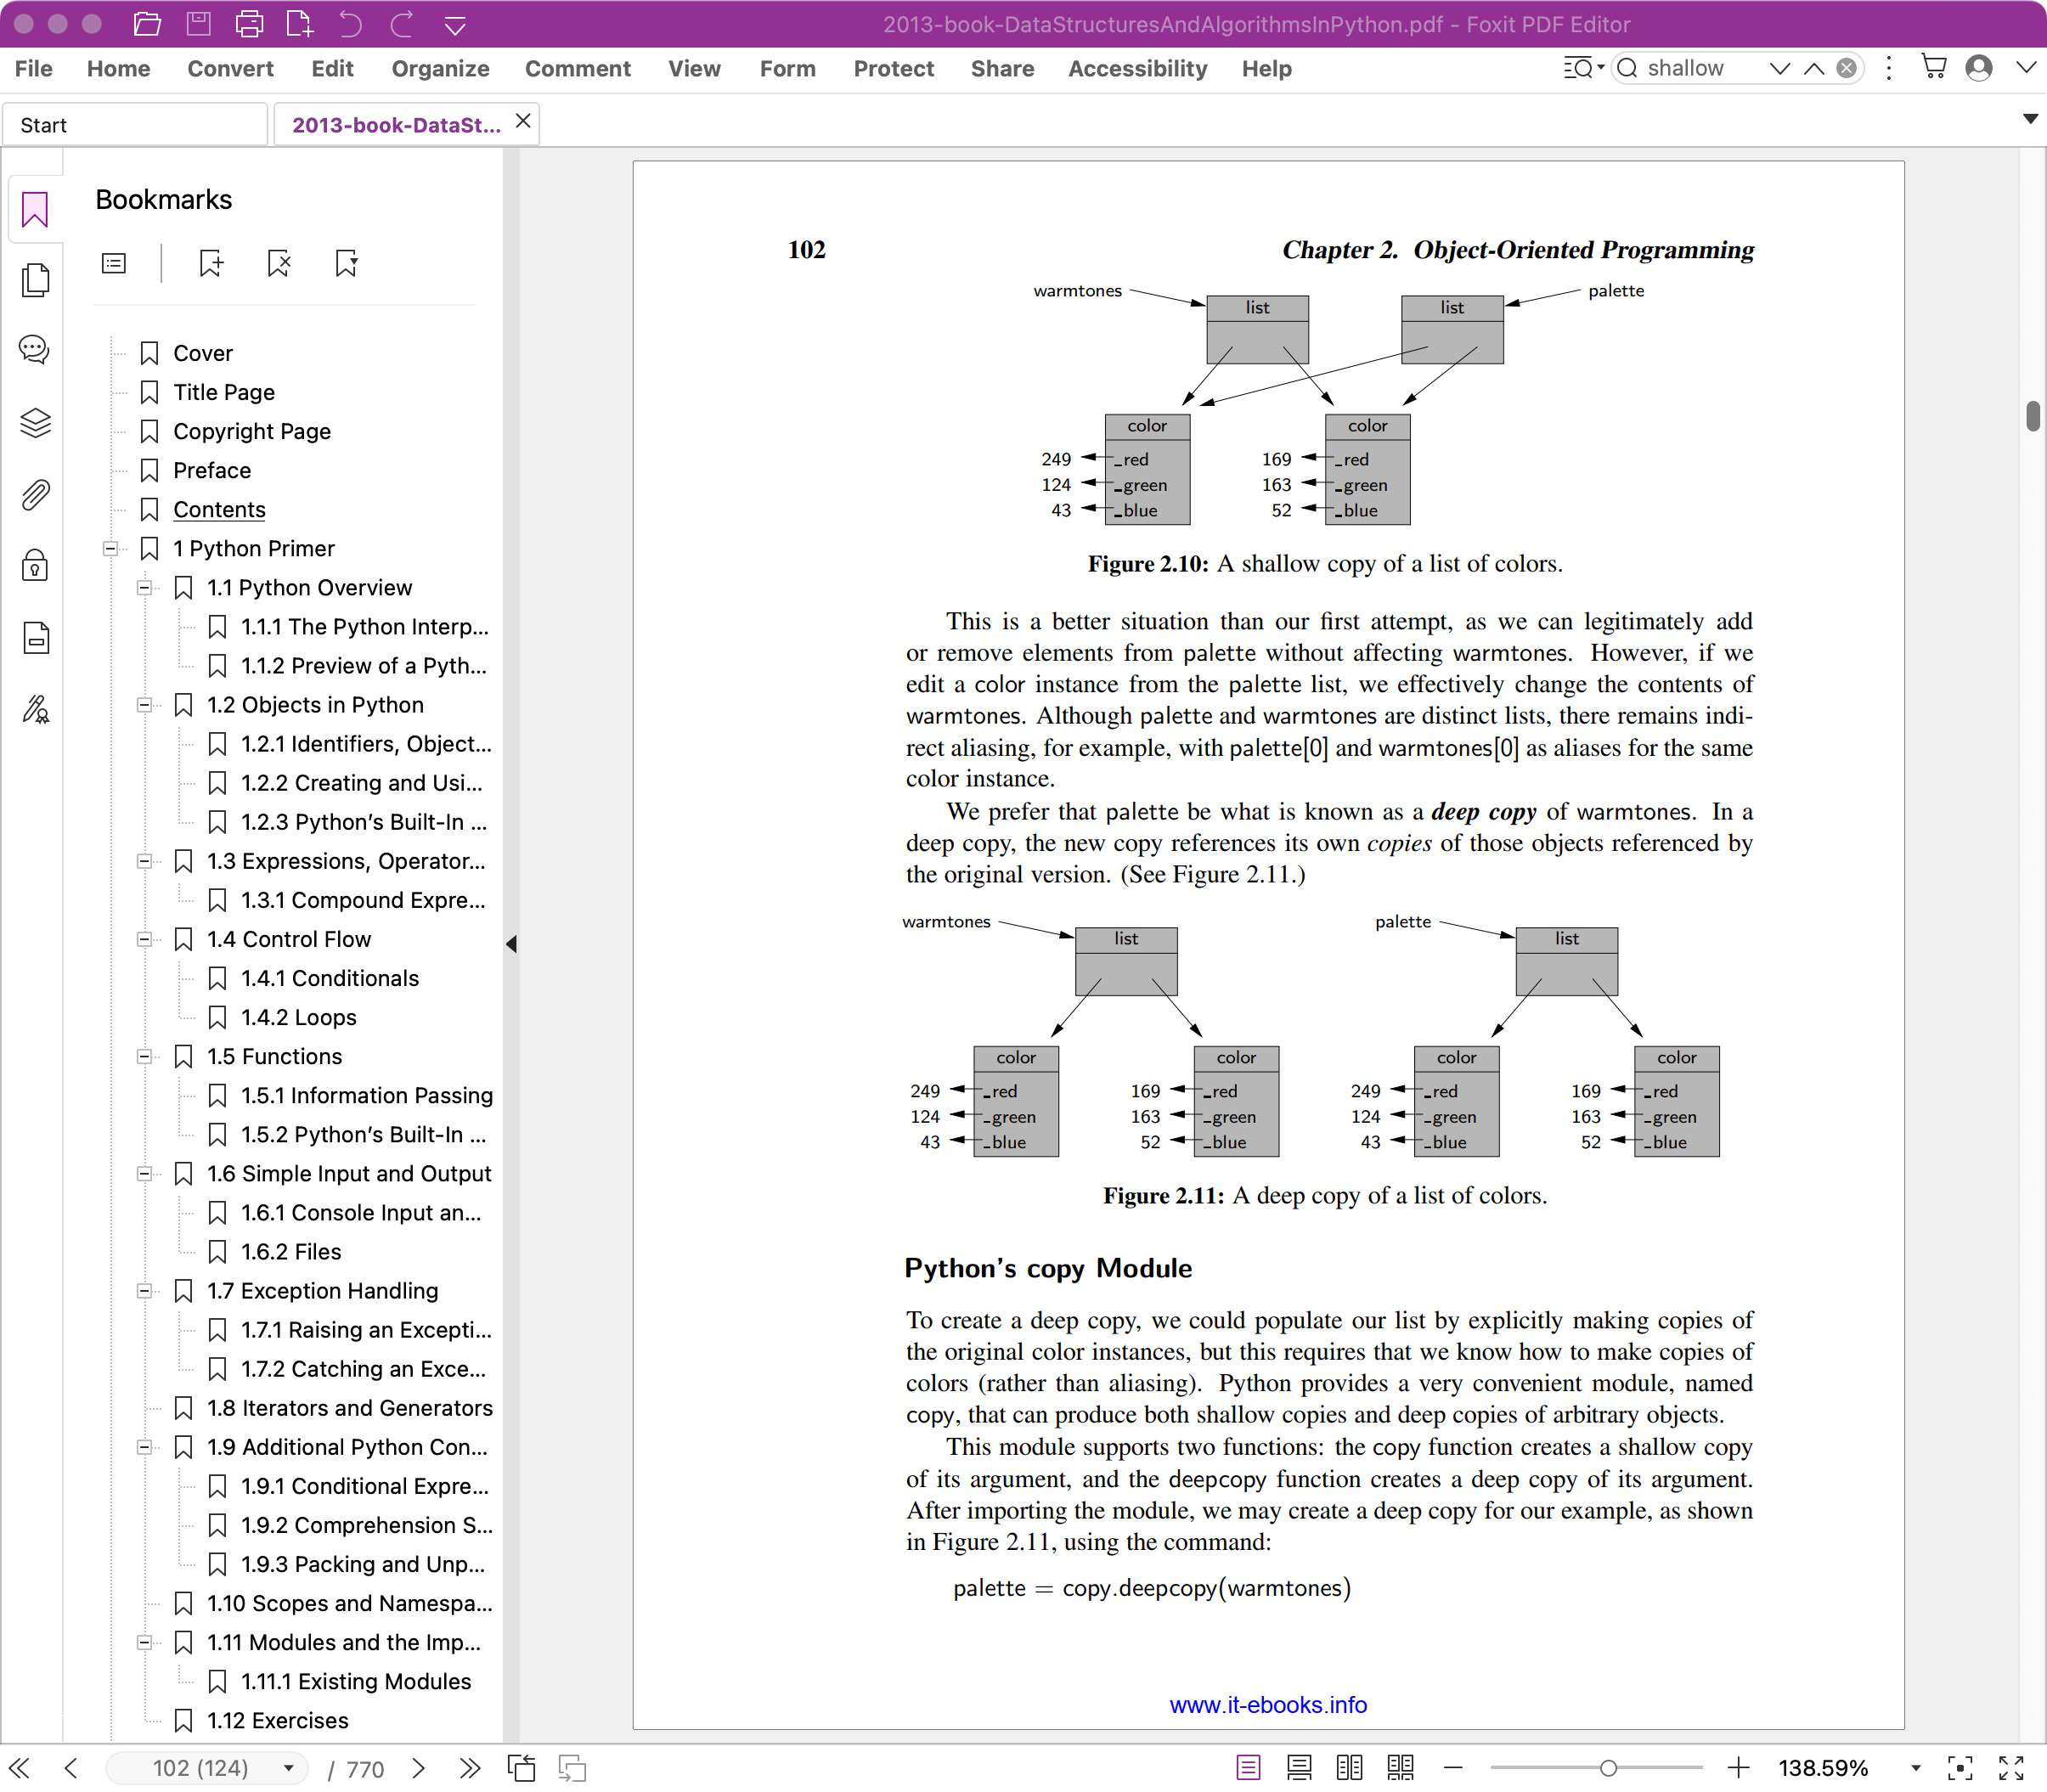 2013-book-DataStructuresAndAlgorithmsInPython.pdf - Foxit PDF Editor
File Home Convert Edit Organize Comment View Form Protect Share Accessibility Help shallow
Start 2013-book-DataSt...
Bookmarks
Cover
Title Page
Copyright Page
Preface
Contents
1 Python Primer
1.1 Python Overview
1.1.1 The Python Interp...
1.1.2 Preview of a Pyth...
1.2 Objects in Python
1.2.1 Identifiers, Object...
1.2.2 Creating and Usi...
1.2.3 Python’s Built-In ...
1.3 Expressions, Operator...
1.3.1 Compound Expre...
1.4 Control Flow
1.4.1 Conditionals
1.4.2 Loops
1.5 Functions
1.5.1 Information Passing
1.5.2 Python’s Built-In ...
1.6 Simple Input and Output
1.6.1 Console Input an...
1.6.2 Files
1.7 Exception Handling
1.7.1 Raising an Excepti...
1.7.2 Catching an Exce...
1.8 Iterators and Generators
1.9 Additional Python Con...
1.9.1 Conditional Expre...
1.9.2 Comprehension S...
1.9.3 Packing and Unp...
1.10 Scopes and Namespa...
1.11 Modules and the Imp...
1.11.1 Existing Modules
1.12 Exercises
102 Chapter 2. Object-Oriented Programming
warmtones list list palette
color color
249 _red 169 _red
124 _green 163 _green
43 _blue 52 _blue
Figure 2.10: A shallow copy of a list of colors.
This is a better situation than our first attempt, as we can legitimately add
or remove elements from palette without affecting warmtones. However, if we
edit a color instance from the palette list, we effectively change the contents of
warmtones. Although palette and warmtones are distinct lists, there remains indi-
rect aliasing, for example, with palette[0] and warmtones[0] as aliases for the same
color instance.
We prefer that palette be what is known as a deep copy of warmtones. In a
deep copy, the new copy references its own copies of those objects referenced by
the original version. (See Figure 2.11.)
warmtones list palette list
color color color color
249 _red 169 _red 249 _red 169 _red
124 _green 163 _green 124 _green 163 _green
43 _blue 52 _blue 43 _blue 52 _blue
Figure 2.11: A deep copy of a list of colors.
Python’s copy Module
To create a deep copy, we could populate our list by explicitly making copies of
the original color instances, but this requires that we know how to make copies of
colors (rather than aliasing). Python provides a very convenient module, named
copy, that can produce both shallow copies and deep copies of arbitrary objects.
This module supports two functions: the copy function creates a shallow copy
of its argument, and the deepcopy function creates a deep copy of its argument.
After importing the module, we may create a deep copy for our example, as shown
in Figure 2.11, using the command:
palette = copy.deepcopy(warmtones)
www.it-ebooks.info
102 (124) / 770 138.59%